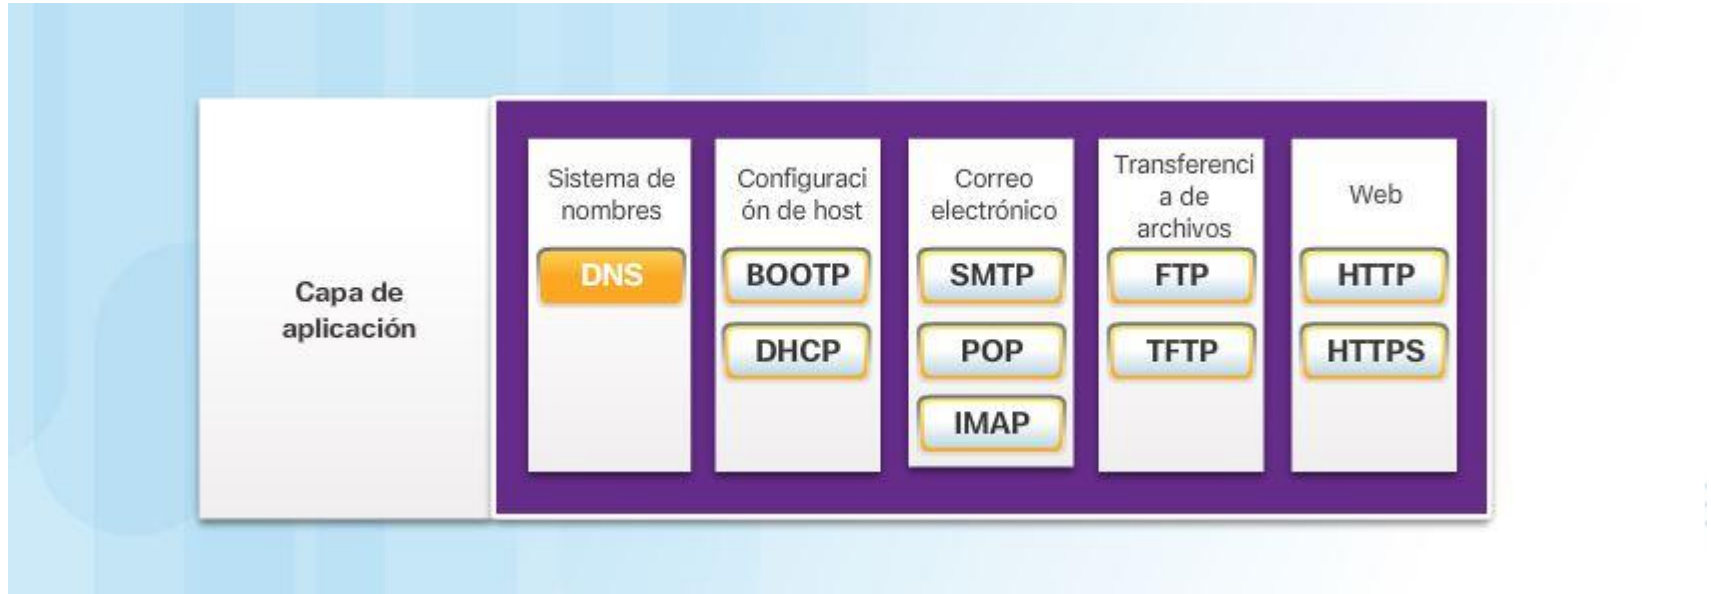 Capa de
aplicación
Sistema de
nombres
DNS
Configuraci
ón de host
BOOTP
DHCP
Correo
electrónico
SMTP
POP
IMAP
Transferenci
a de
archivos
FTP
TFTP
Web
HTTP
HTTPS